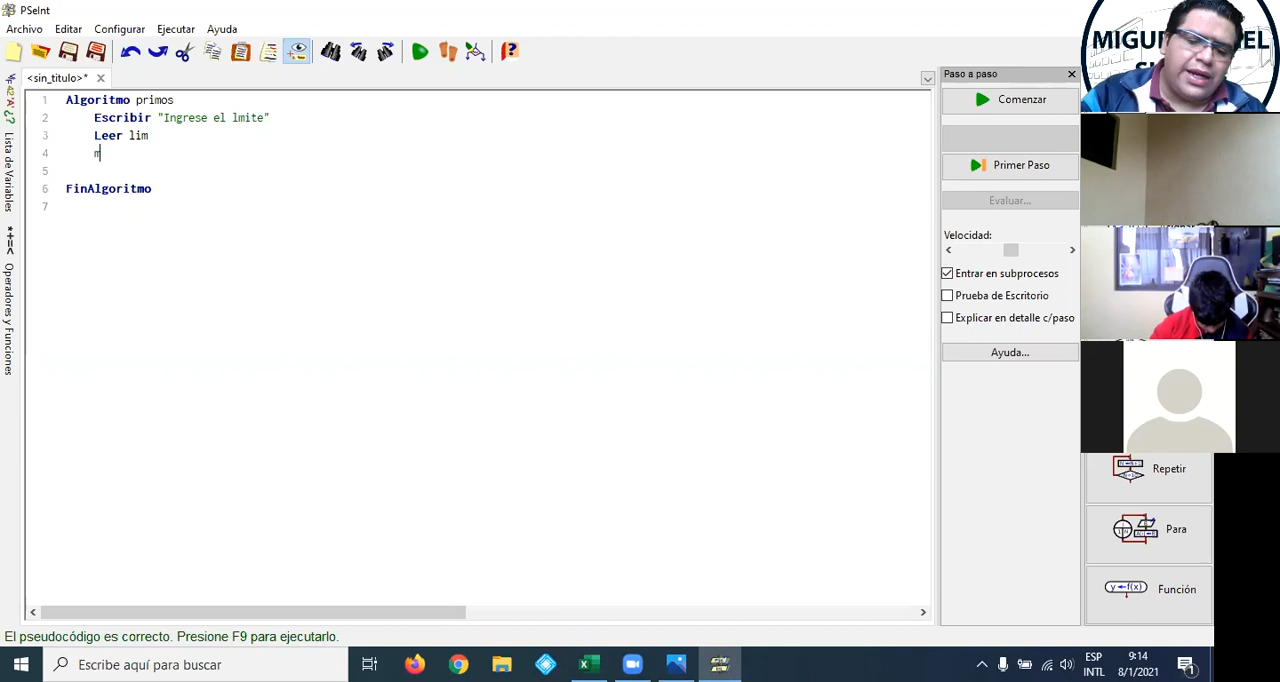 PSeInt
Archivo Editar Configurar Ejecutar Ayuda
<sin_titulo>*
1 Algoritmo primos
2 Escribir "Ingrese el lmite"
3 Leer lim
4 m
5
6 FinAlgoritmo
7
Lista de Variables
*+=< Operadores y Funciones
Paso a paso
Comenzar
Primer Paso
Evaluar...
Velocidad:
Entrar en subprocesos
Prueba de Escritorio
Explicar en detalle c/paso
Ayuda...
Repetir
Para
y←f(x) Función
El pseudocódigo es correcto. Presione F9 para ejecutarlo.
Escribe aquí para buscar
ESP
INTL
9:14
8/1/2021
1